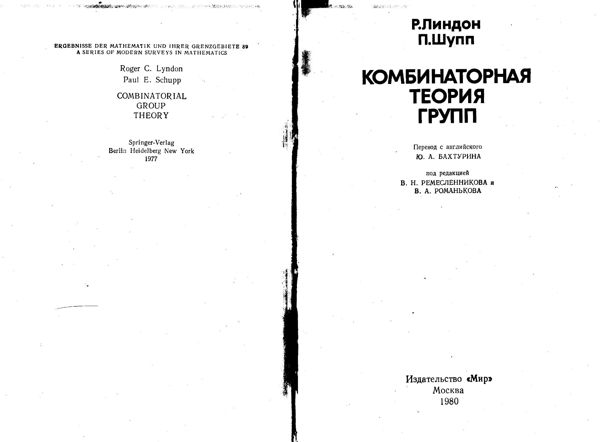 ERGEBNISSE DER MATHEMATIK UND IHRER GRENZGEBIETE 89
A SERIES OF MODERN SURVEYS IN MATHEMATICS
Roger C. Lyndon
Paul E. Schupp
COMBINATORIAL
GROUP
THEORY
Springer-Verlag
Berlin Heidelberg New York
1977
Р.Линдон
П.Шупп
КОМБИНАТОРНАЯ
ТЕОРИЯ
ГРУПП
Перевод с английского
Ю. А. БАХТУРИНА
под редакцией
В. Н. РЕМЕСЛЕННИКОВА и
В. А. РОМАНЬКОВА
Издательство «Мир»
Москва
1980